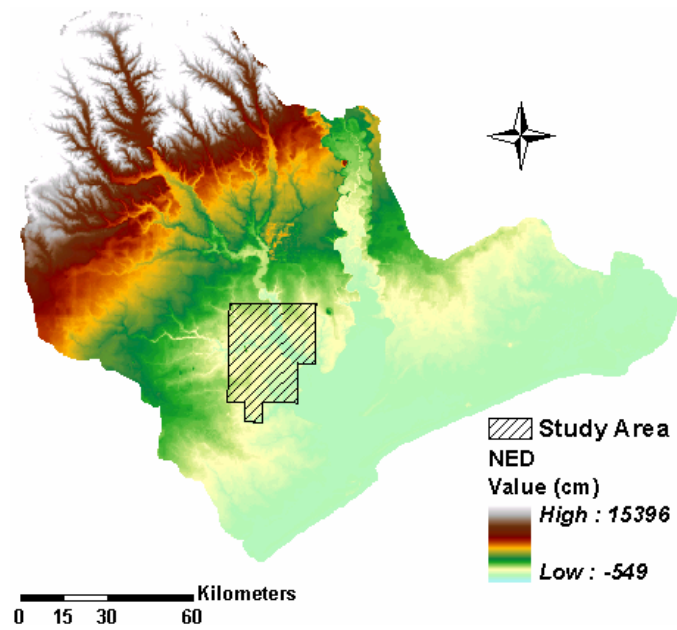 Study Area
NED
Value (cm)
High : 15396
Low : -549
Kilometers
0 15 30 60